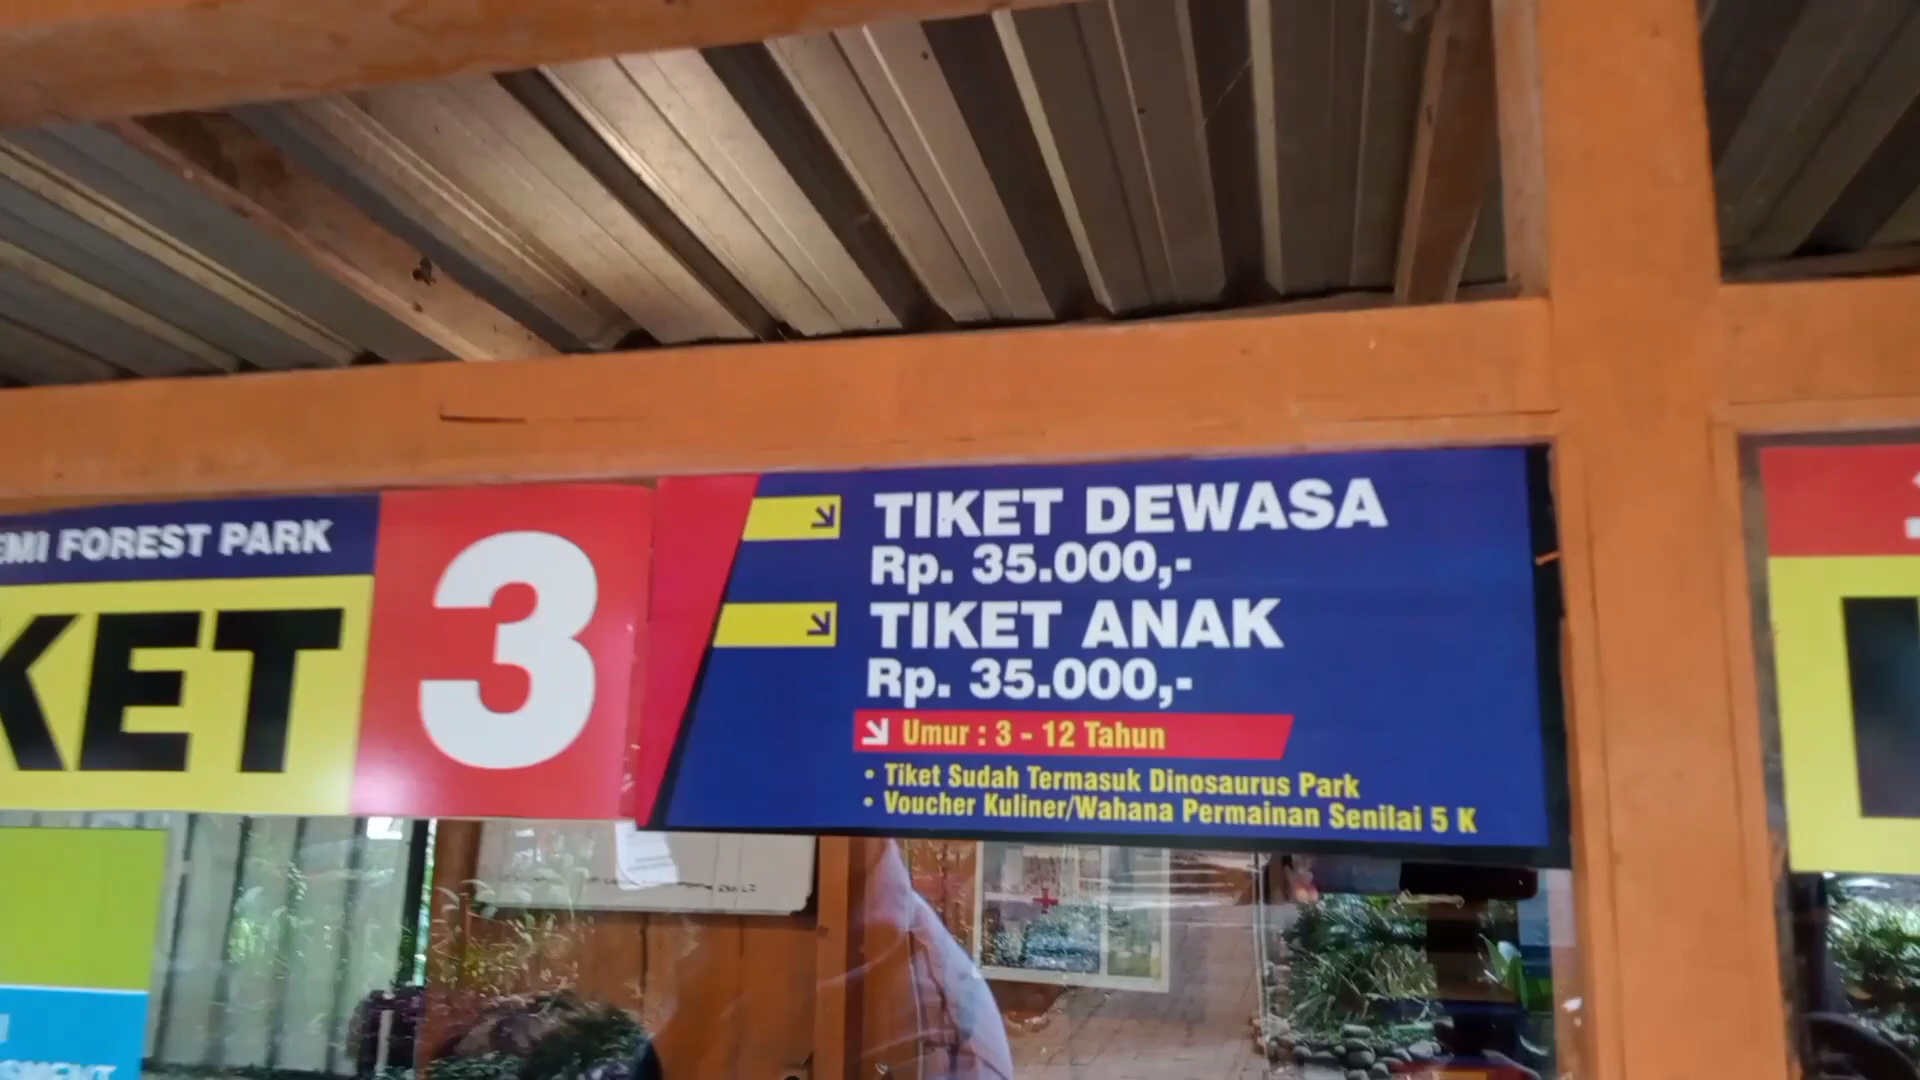 FOREST PARK
KET
3
TIKET DEWASA
Rp. 35.000,-
TIKET ANAK
Rp. 35.000,-
Umur : 3 - 12 Tahun
• Tiket Sudah Termasuk Dinosaurus Park
• Voucher Kuliner/Wahana Permainan Senilai 5 K